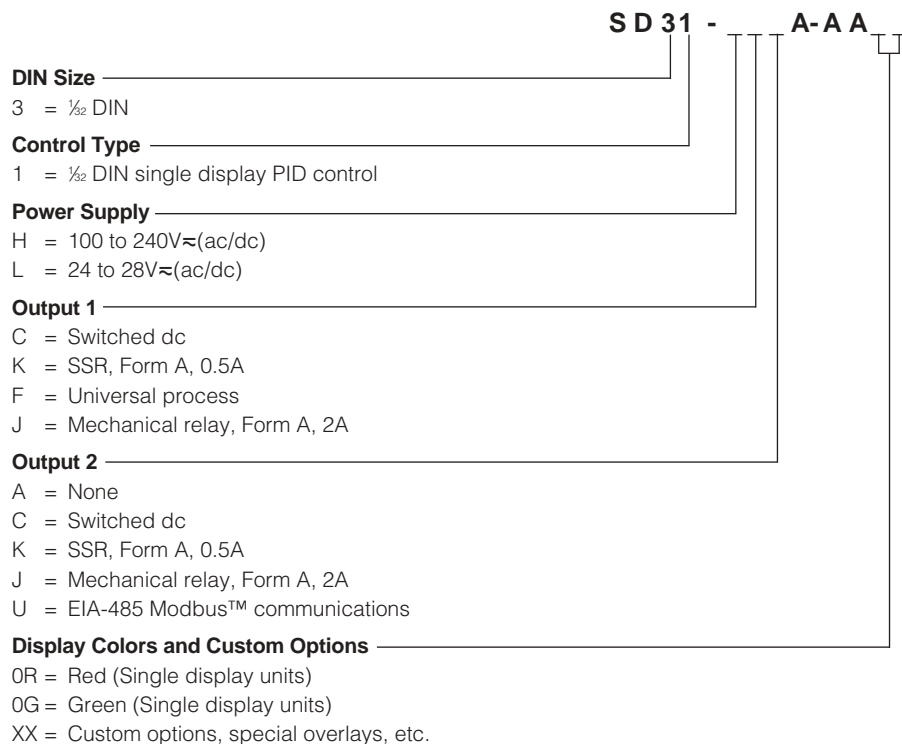 S D 31 - _ _ _ A-A A _ _
DIN Size
3 = 1⁄32 DIN
Control Type
1 = 1⁄32 DIN single display PID control
Power Supply
H = 100 to 240V≂(ac/dc)
L = 24 to 28V≂(ac/dc)
Output 1
C = Switched dc
K = SSR, Form A, 0.5A
F = Universal process
J = Mechanical relay, Form A, 2A
Output 2
A = None
C = Switched dc
K = SSR, Form A, 0.5A
J = Mechanical relay, Form A, 2A
U = EIA-485 Modbus™ communications
Display Colors and Custom Options
0R = Red (Single display units)
0G = Green (Single display units)
XX = Custom options, special overlays, etc.